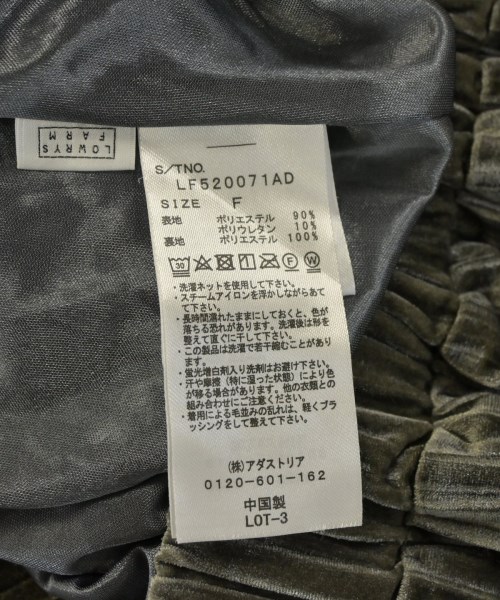 LOWRYS
FARM
S/TNO.
LF520071AD
SIZE F
表地 ポリエステル 90%
ポリウレタン 10%
裏地 ポリエステル 100%
30
F W
・洗濯ネットを使用して下さい。
・スチームアイロンを浮かしながらあて
て下さい。
・長時間濡れたままにしておくと、色が
落ちる恐れがあります。洗濯後は形を
整えて直ぐに干して下さい。
・この製品は洗濯で若干縮むことがあり
ます。
・蛍光増白剤入り洗剤はお避け下さい。
・汗や摩擦（特に湿った状態）により色
が移る場合があります。他の衣類との
組み合わせにご注意ください。
・着用による毛並みの乱れは、軽くブラ
ッシングをして整えて下さい。
(株)アダストリア
0120-601-162
中国製
LOT-3